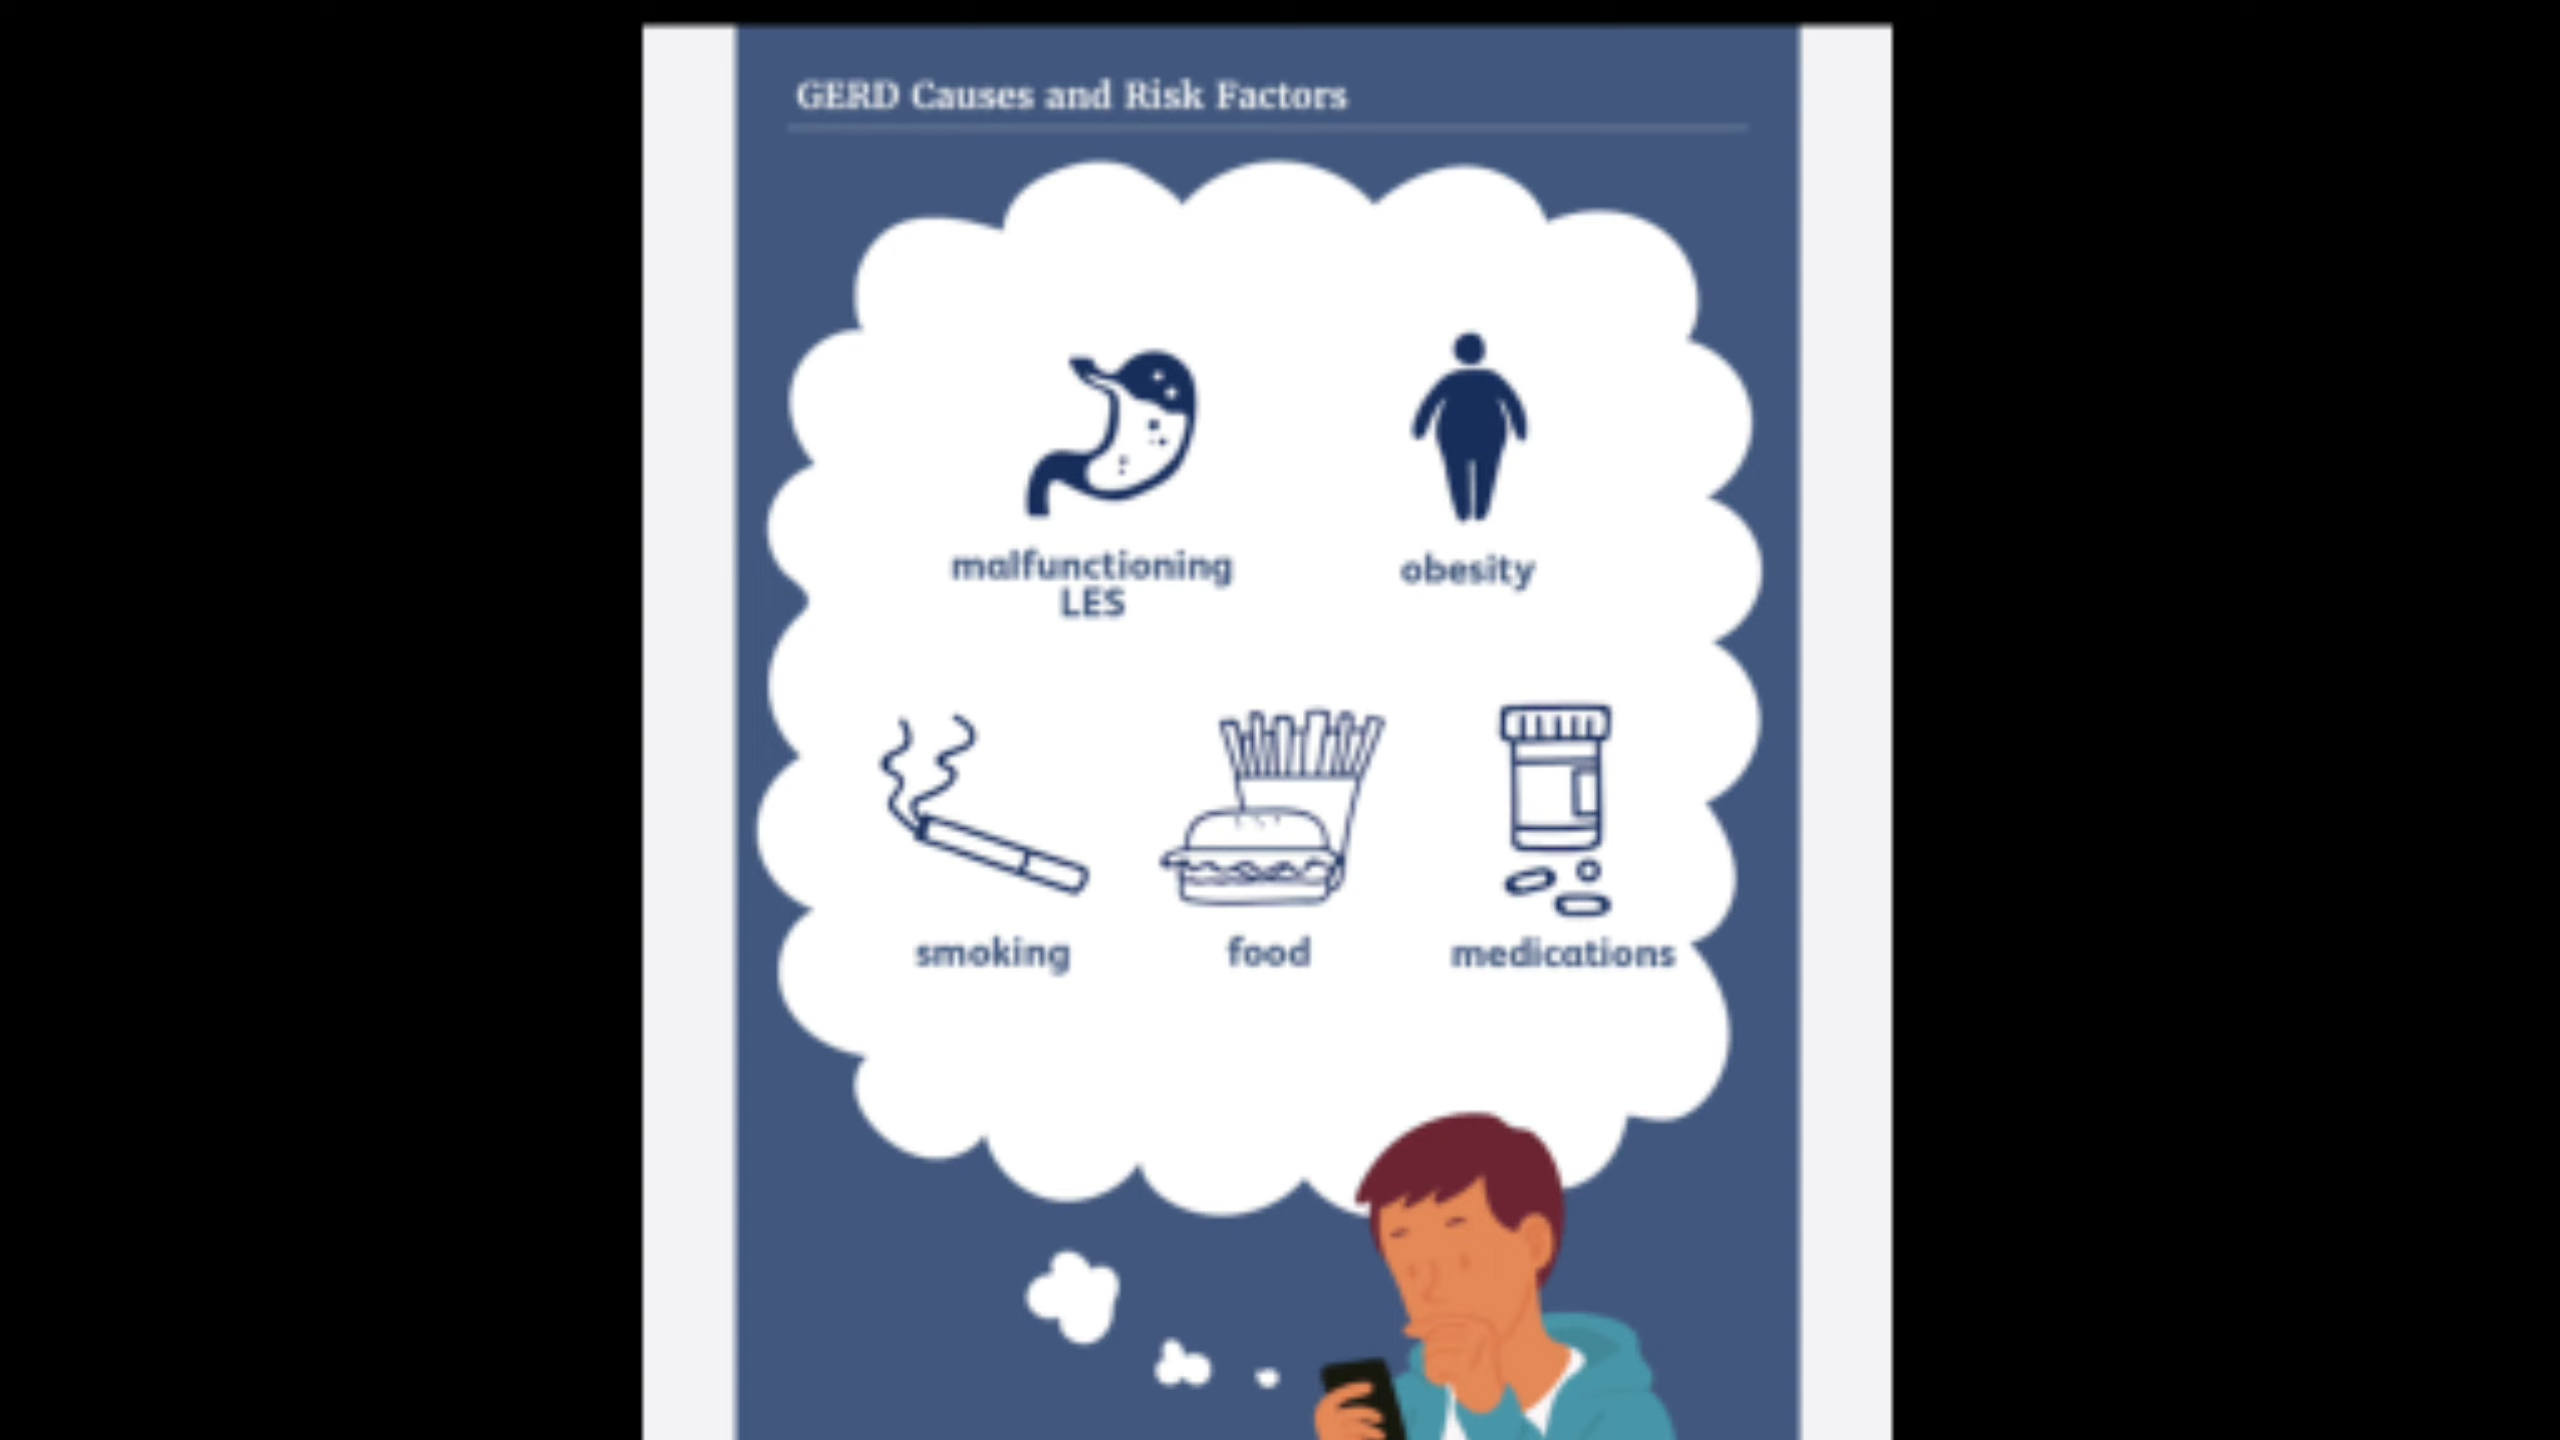 GERD Causes and Risk Factors
malfunctioning
LES
obesity
smoking
food
medications